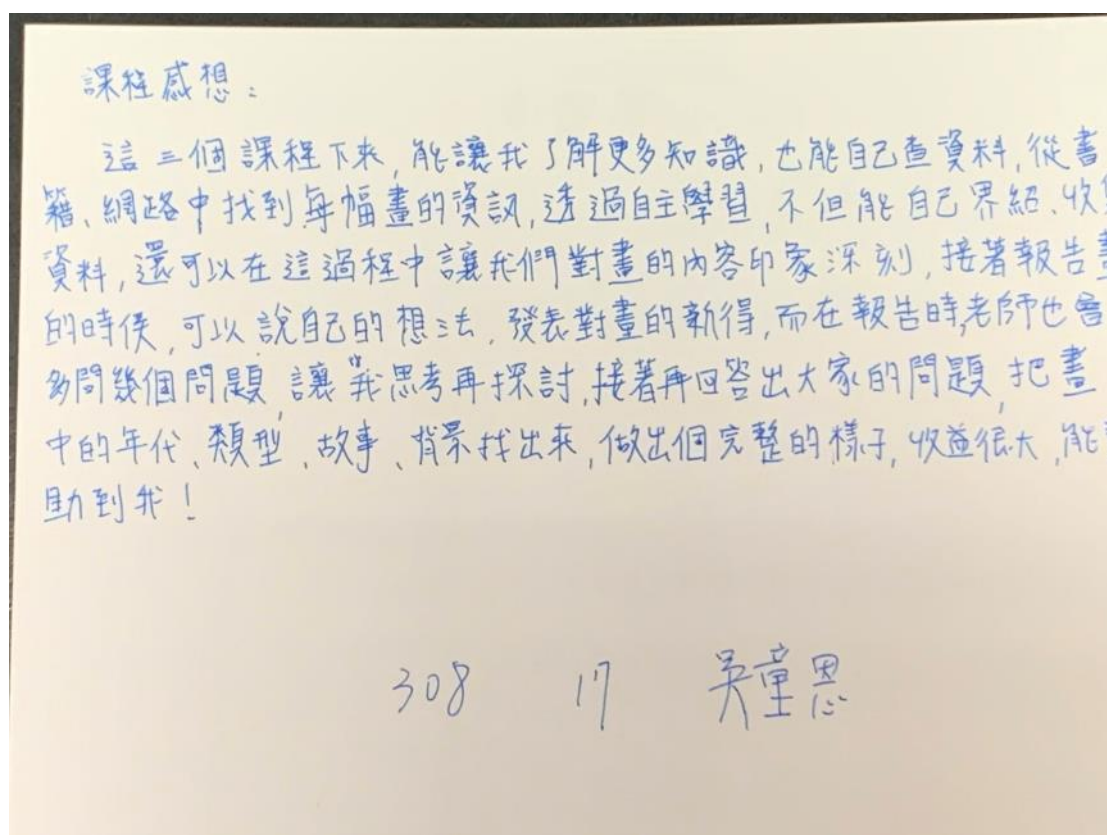 課程感想：
這三個課程下來，能讓我了解更多知識，也能自己查資料，從書
籍、網路中找到每幅畫的資訊，透過自主學習，不但能自己界紹、收
資料，還可以在這過程中讓我們對畫的內容印象深刻，接著報告畫
的時侯，可以說自己的想法，發表對畫的新得，而在報告時，老師也會
多問幾個問題，讓我思考再探討，接著再回答出大家的問題，把畫
中的年代、類型、故事、背景找出來，做出個完整的樣子，收益很大，能
助到我！
308 17 吳童恩